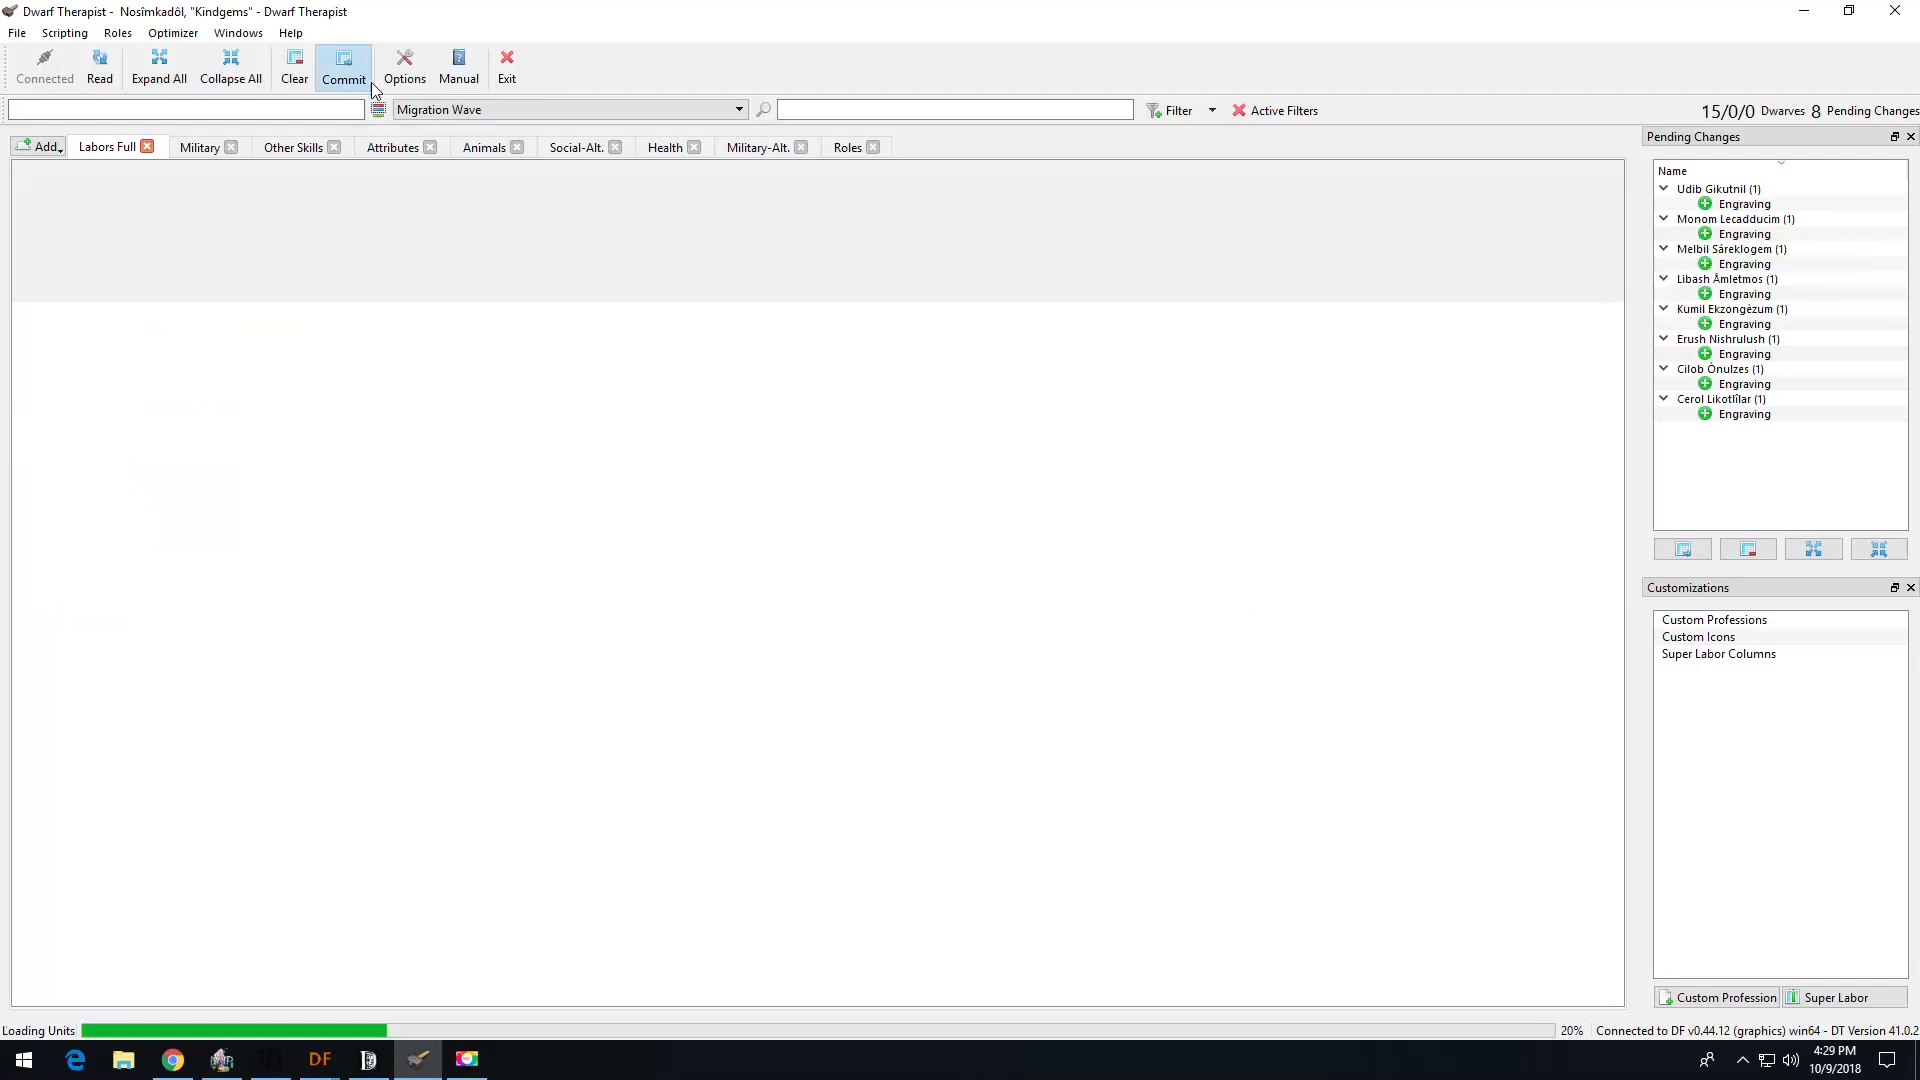 Dwarf Therapist - Nosîmkadôl, "Kindgems" - Dwarf Therapist
File Scripting Roles Optimizer Windows Help
Connected Read Expand All Collapse All Clear Commit Options Manual Exit
Migration Wave Filter Active Filters 15/0/0 Dwarves 8 Pending Changes
Add Labors Full Military Other Skills Attributes Animals Social-Alt. Health Military-Alt. Roles
Pending Changes
Name
Udib Gikutnil (1)
Engraving
Monom Lecadducim (1)
Engraving
Melbil Sáreklogem (1)
Engraving
Libash Âmletmos (1)
Engraving
Kumil Ekzongèzum (1)
Engraving
Erush Nishrulush (1)
Engraving
Cilob Ònulzes (1)
Engraving
Cerol Likotlîlar (1)
Engraving
Customizations
Custom Professions
Custom Icons
Super Labor Columns
Custom Profession Super Labor
Loading Units 20% Connected to DF v0.44.12 (graphics) win64 - DT Version 41.0.2
DF
4:29 PM
10/9/2018